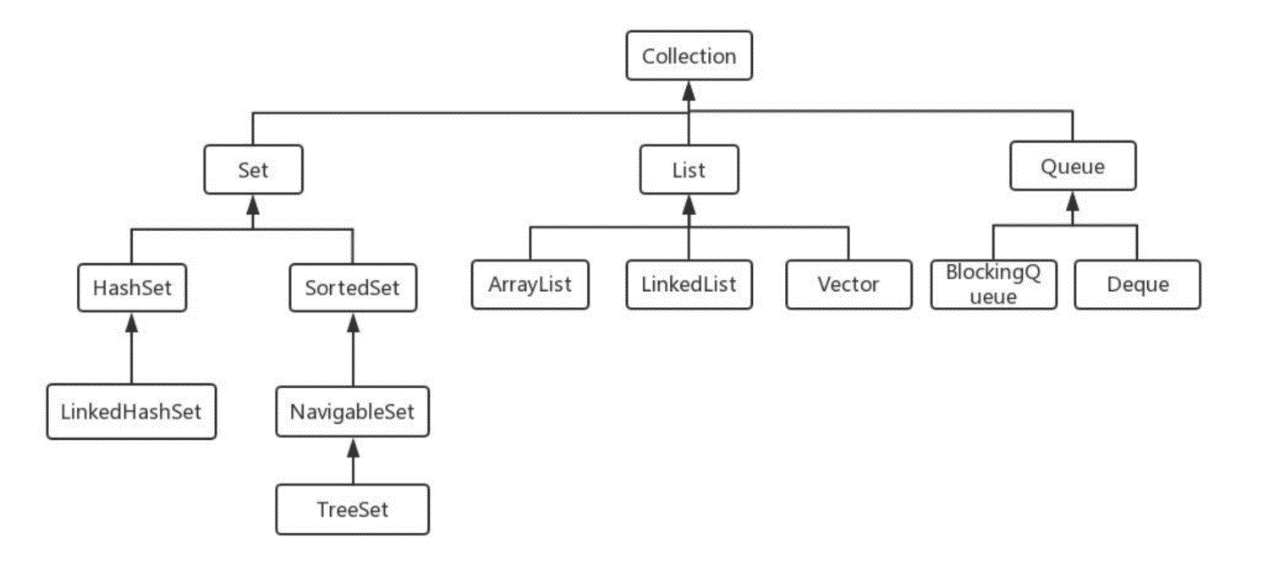 Collection
Set
List
Queue
HashSet
SortedSet
ArrayList
LinkedList
Vector
BlockingQ
ueue
Deque
LinkedHashSet
NavigableSet
TreeSet